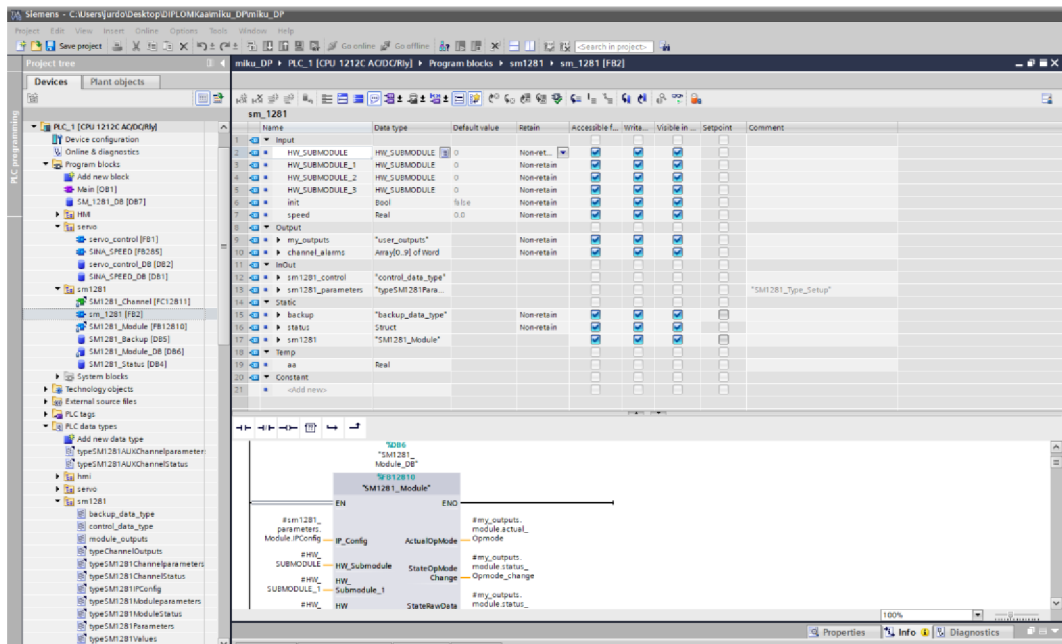 Siemens - C:\Users\jurdo\Desktop\DIPLOMKaa\miku_DP\miku_DP
Project Edit View Insert Online Options Tools Window Help
Save project Go online Go offline <Search in project>
Project tree
miku_DP PLC_1 [CPU 1212C AC/DC/Rly] Program blocks sm1281 sm_1281 [FB2]
Devices Plant objects
PLC programming
PLC_1 [CPU 1212C AC/DC/Rly]
Device configuration
Online & diagnostics
Program blocks
Add new block
Main [OB1]
SM_1281_DB [DB7]
HMI
servo
servo_control [FB1]
SINA_SPEED [FB285]
servo_control_DB [DB2]
SINA_SPEED_DB [DB1]
sm1281
SM1281_Channel [FC12811]
sm_1281 [FB2]
SM1281_Module [FB12810]
SM1281_Backup [DB5]
SM1281_Module_DB [DB6]
SM1281_Status [DB4]
System blocks
Technology objects
External source files
PLC tags
PLC data types
Add new data type
typeSM1281AUXChannelparameter
typeSM1281AUXChannelStatus
hmi
servo
sm1281
backup_data_type
control_data_type
module_outputs
typeChannelOutputs
typeSM1281Channelparameters
typeSM1281ChannelStatus
typeSM1281IPConfig
typeSM1281Moduleparameters
typeSM1281ModuleStatus
typeSM1281Parameters
typeSM1281Values
sm_1281
Name Data type Default value Retain Accessible f... Writa... Visible in ... Setpoint Comment
1 Input
2 HW_SUBMODULE HW_SUBMODULE 0 Non-ret...
3 HW_SUBMODULE_1 HW_SUBMODULE 0 Non-retain
4 HW_SUBMODULE_2 HW_SUBMODULE 0 Non-retain
5 HW_SUBMODULE_3 HW_SUBMODULE 0 Non-retain
6 init Bool false Non-retain
7 speed Real 0.0 Non-retain
8 Output
9 my_outputs "user_outputs" Non-retain
10 channel_alarms Array[0..9] of Word Non-retain
11 InOut
12 sm1281_control "control_data_type"
13 sm1281_parameters "typeSM1281Para... "SM1281_Type_Setup"
14 Static
15 backup "backup_data_type" Non-retain
16 status Struct Non-retain
17 sm1281 "SM1281_Module"
18 Temp
19 aa Real
20 Constant
21 <Add new>
%DB6
"SM1281_
Module_DB"
%FB12810
"SM1281_Module"
EN ENO
#sm1281_
parameters.
Module.IPConfig IP_Config
#HW_
SUBMODULE HW_Submodule
#HW_
SUBMODULE_1 HW_
Submodule_1
#HW_ HW
ActualOpMode
#my_outputs.
module.actual_
Opmode
StateOpMode
Change
#my_outputs.
module.status_
Opmode_change
StateRawData
#my_outputs.
module.status_
100%
Properties Info Diagnostics